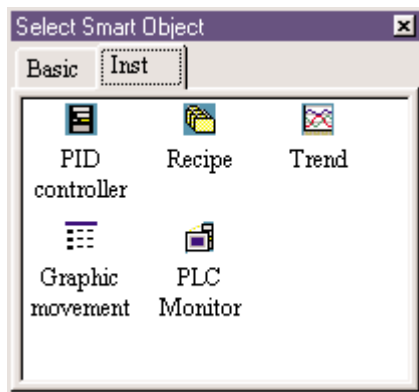 Select Smart Object
Basic
Inst
PID
controller
Recipe
Trend
Graphic
movement
PLC
Monitor